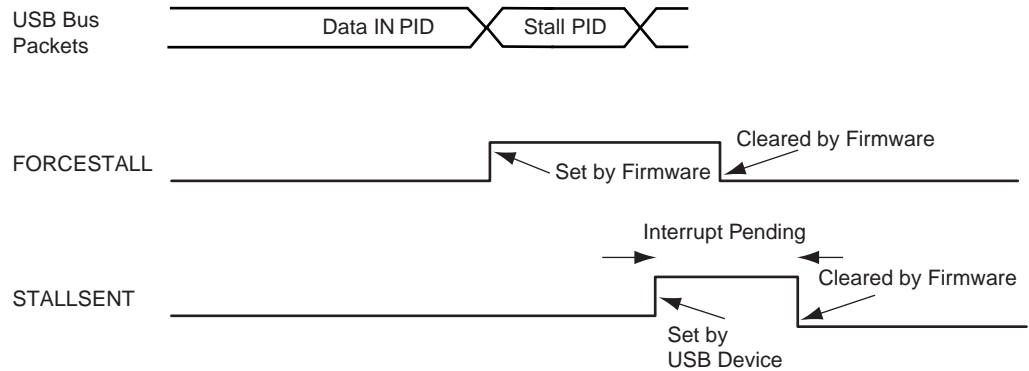 USB Bus
Packets
Data IN PID
Stall PID
FORCESTALL
Set by Firmware
Cleared by Firmware
Interrupt Pending
STALLSENT
Cleared by Firmware
Set by
USB Device